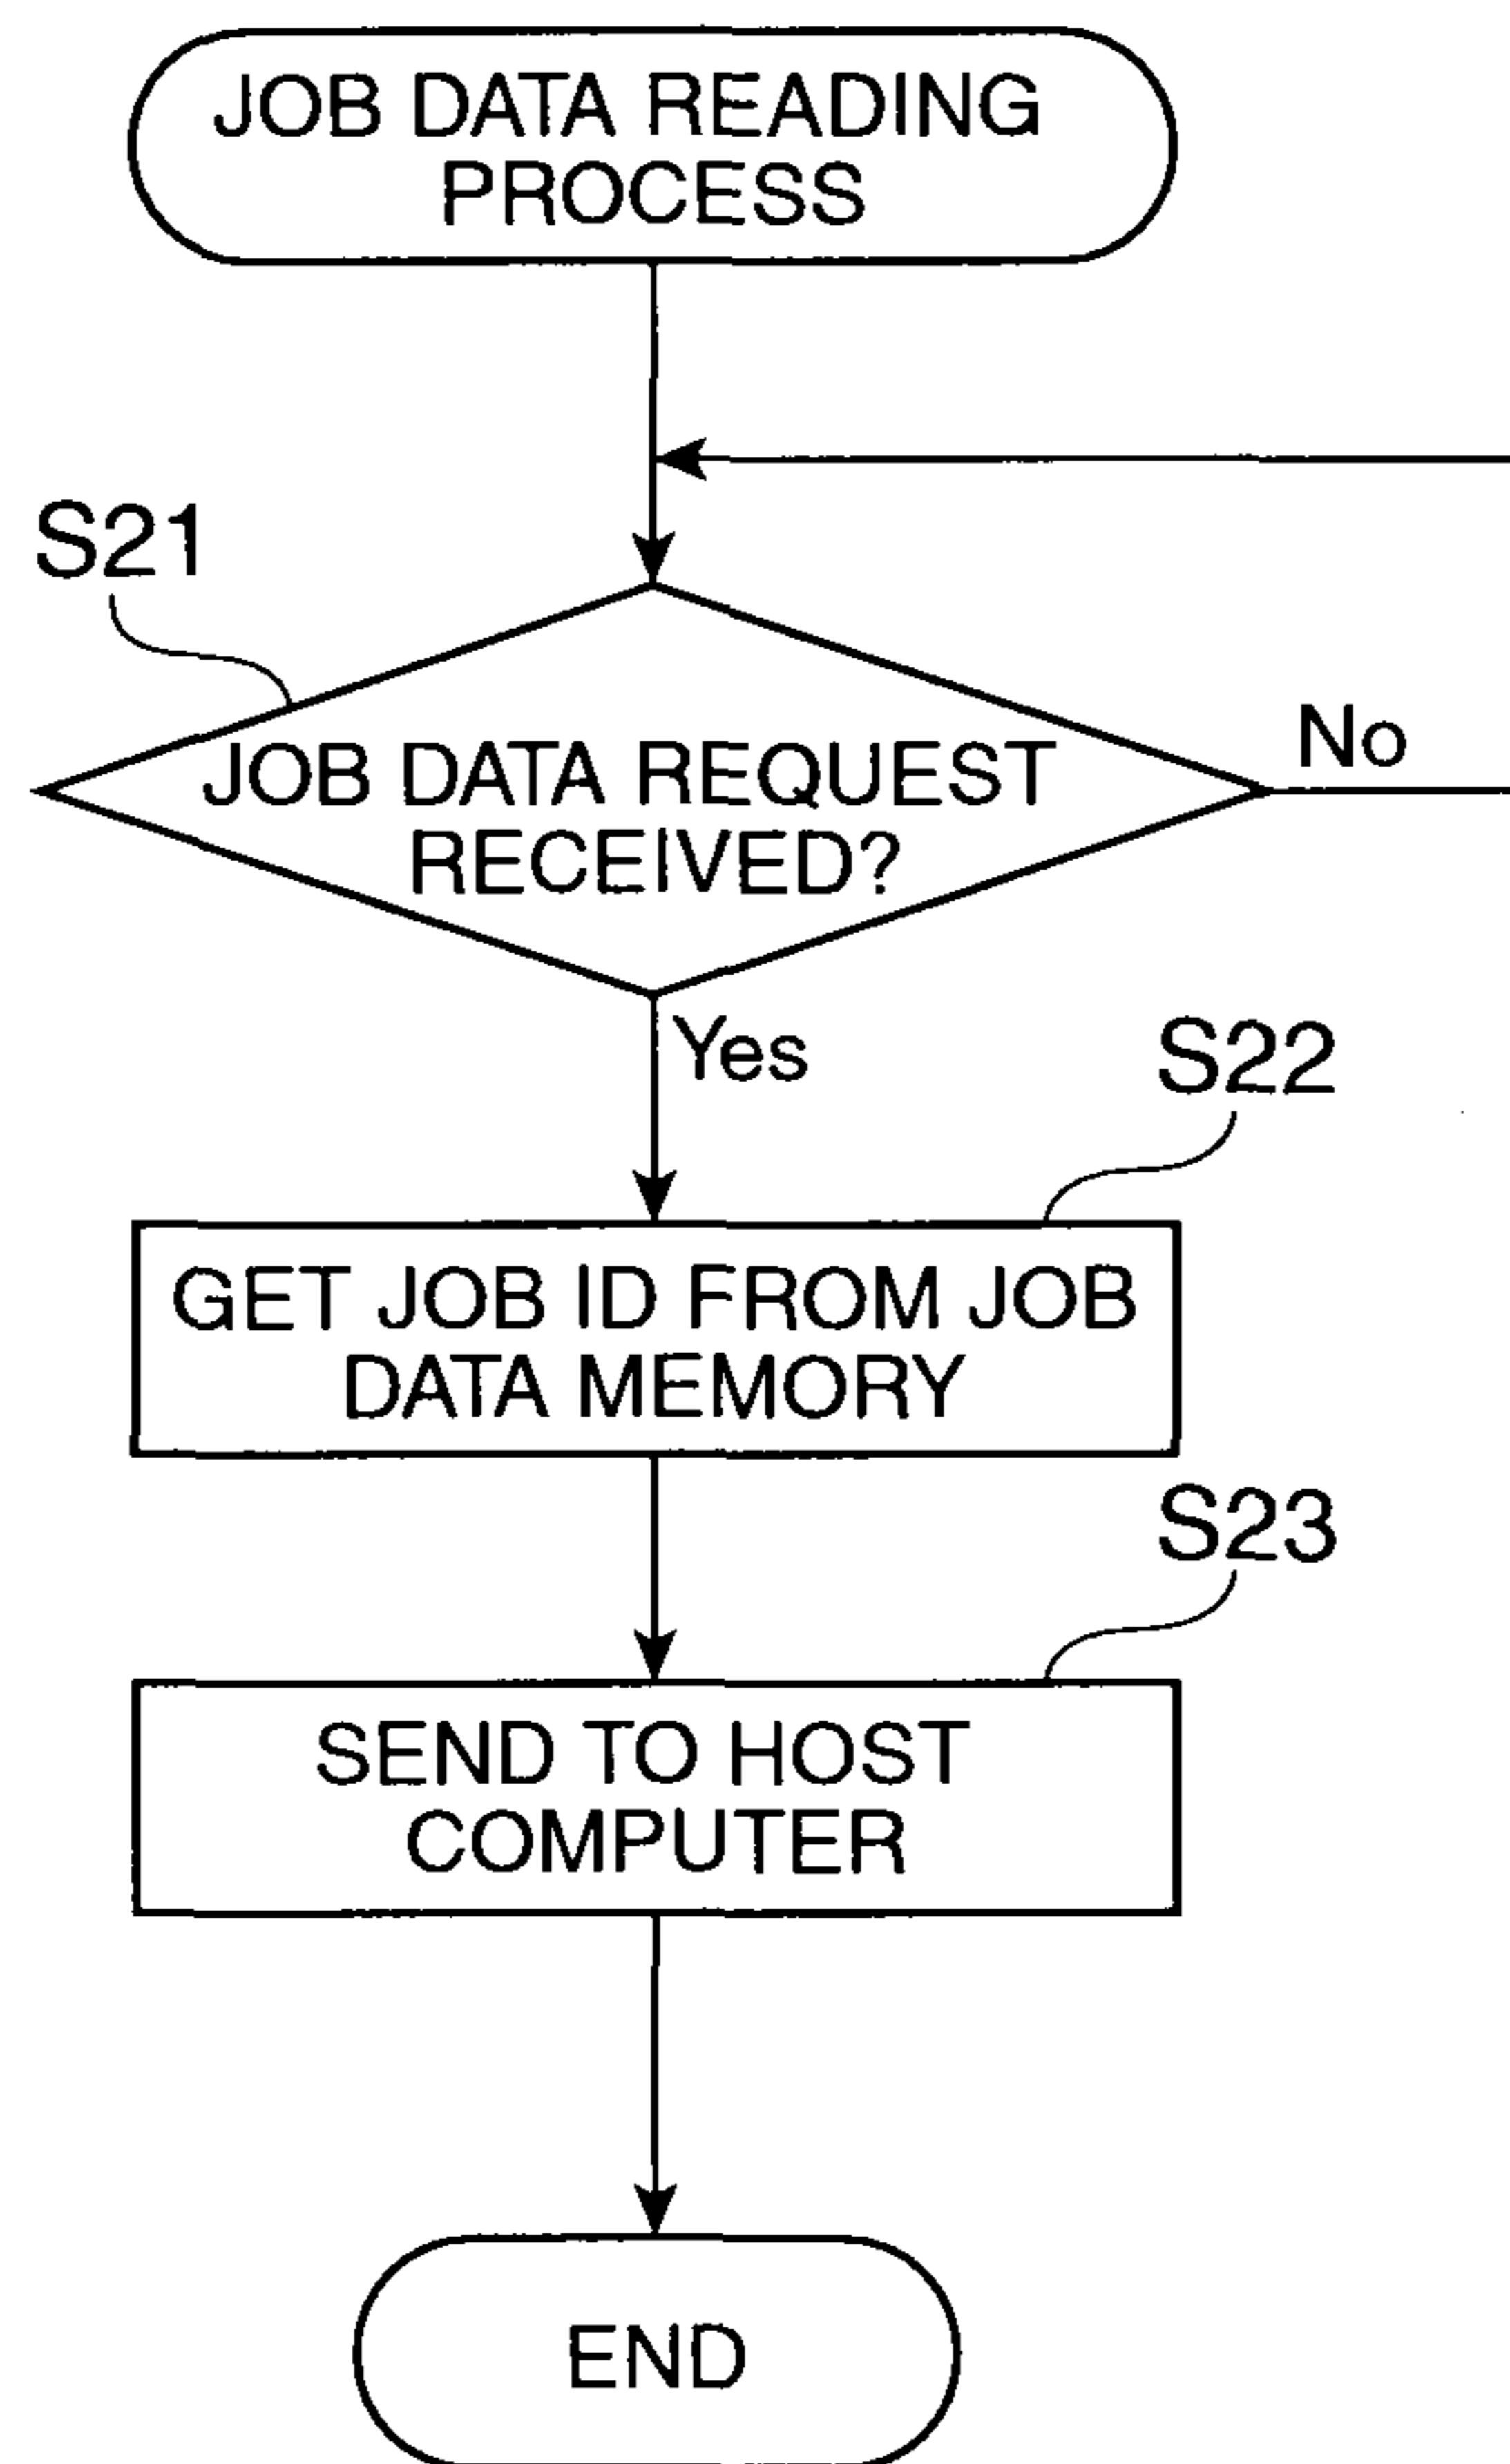 JOB DATA READING
PROCESS
S21
JOB DATA REQUEST
RECEIVED?
No
Yes
S22
GET JOB ID FROM JOB
DATA MEMORY
S23
SEND TO HOST
COMPUTER
END